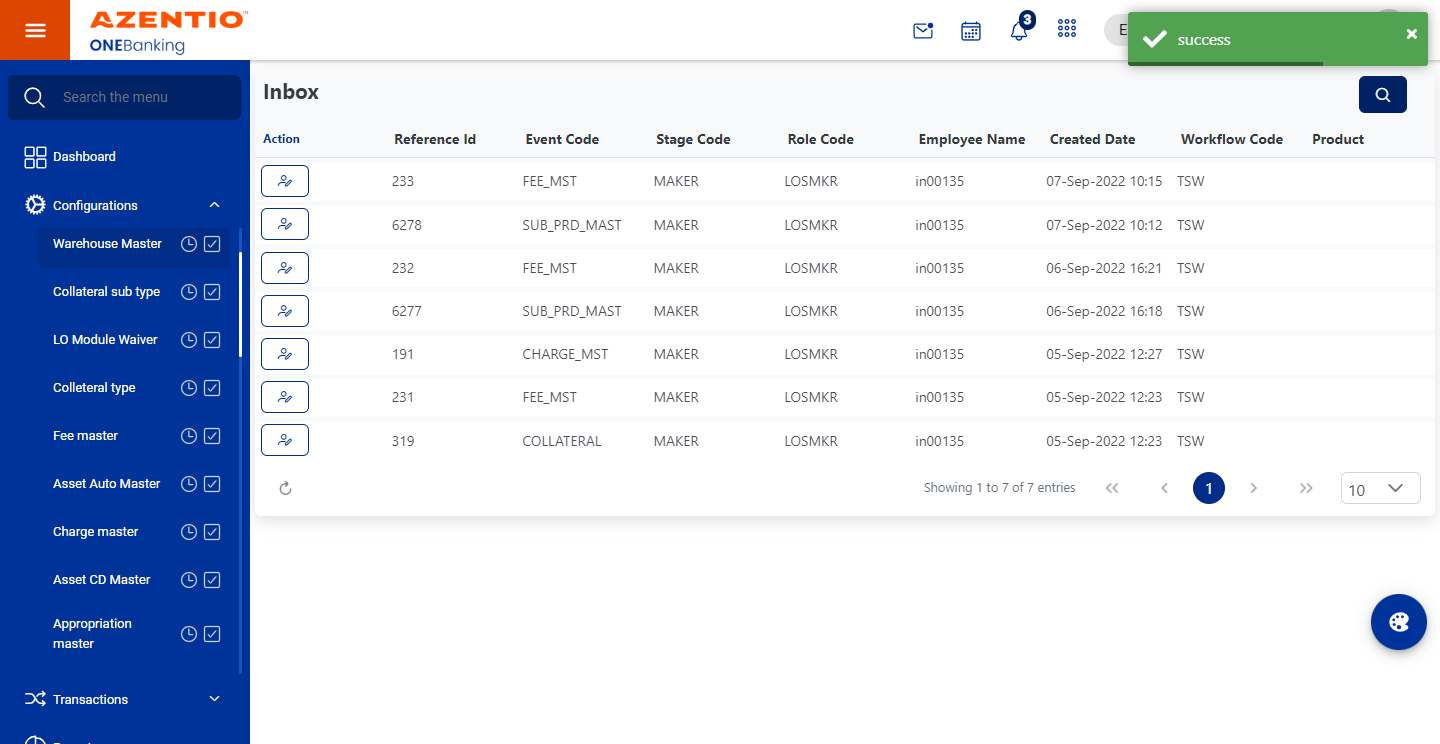 AZENTIO™
ONEBanking
3
E
success
Search the menu
Dashboard
Configurations
Warehouse Master
Collateral sub type
LO Module Waiver
Colleteral type
Fee master
Asset Auto Master
Charge master
Asset CD Master
Appropriation
master
Transactions
Inbox
Action Reference Id Event Code Stage Code Role Code Employee Name Created Date Workflow Code Product
233 FEE_MST MAKER LOSMKR in00135 07-Sep-2022 10:15 TSW
6278 SUB_PRD_MAST MAKER LOSMKR in00135 07-Sep-2022 10:12 TSW
232 FEE_MST MAKER LOSMKR in00135 06-Sep-2022 16:21 TSW
6277 SUB_PRD_MAST MAKER LOSMKR in00135 06-Sep-2022 16:18 TSW
191 CHARGE_MST MAKER LOSMKR in00135 05-Sep-2022 12:27 TSW
231 FEE_MST MAKER LOSMKR in00135 05-Sep-2022 12:23 TSW
319 COLLATERAL MAKER LOSMKR in00135 05-Sep-2022 12:23 TSW
Showing 1 to 7 of 7 entries 1 10